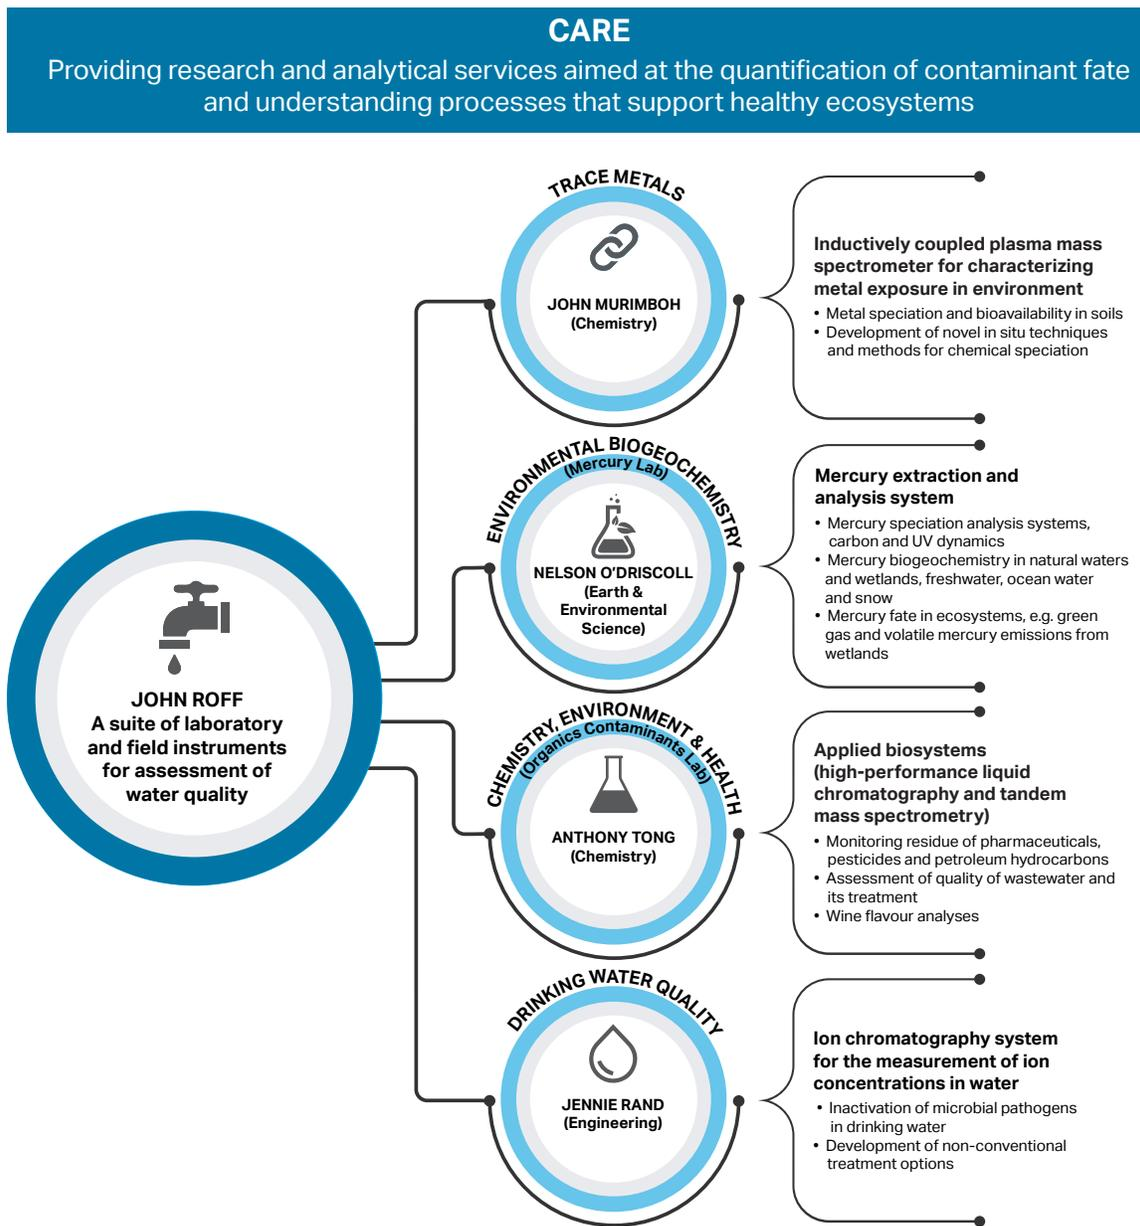 CARE
Providing research and analytical services aimed at the quantification of contaminant fate
and understanding processes that support healthy ecosystems
JOHN ROFF
A suite of laboratory
and field instruments
for assessment of
water quality
TRACE METALS
JOHN MURIMBOH
(Chemistry)
Inductively coupled plasma mass
spectrometer for characterizing
metal exposure in environment
• Metal speciation and bioavailability in soils
• Development of novel in situ techniques
and methods for chemical speciation
ENVIRONMENTAL BIOGEOCHEMISTRY
(Mercury Lab)
NELSON O’DRISCOLL
(Earth &
Environmental
Science)
Mercury extraction and
analysis system
• Mercury speciation analysis systems,
carbon and UV dynamics
• Mercury biogeochemistry in natural waters
and wetlands, freshwater, ocean water
and snow
• Mercury fate in ecosystems, e.g. green
gas and volatile mercury emissions from
wetlands
CHEMISTRY, ENVIRONMENT & HEALTH
(Organics Contaminants Lab)
ANTHONY TONG
(Chemistry)
Applied biosystems
(high-performance liquid
chromatography and tandem
mass spectrometry)
• Monitoring residue of pharmaceuticals,
pesticides and petroleum hydrocarbons
• Assessment of quality of wastewater and
its treatment
• Wine flavour analyses
DRINKING WATER QUALITY
JENNIE RAND
(Engineering)
Ion chromatography system
for the measurement of ion
concentrations in water
• Inactivation of microbial pathogens
in drinking water
• Development of non-conventional
treatment options